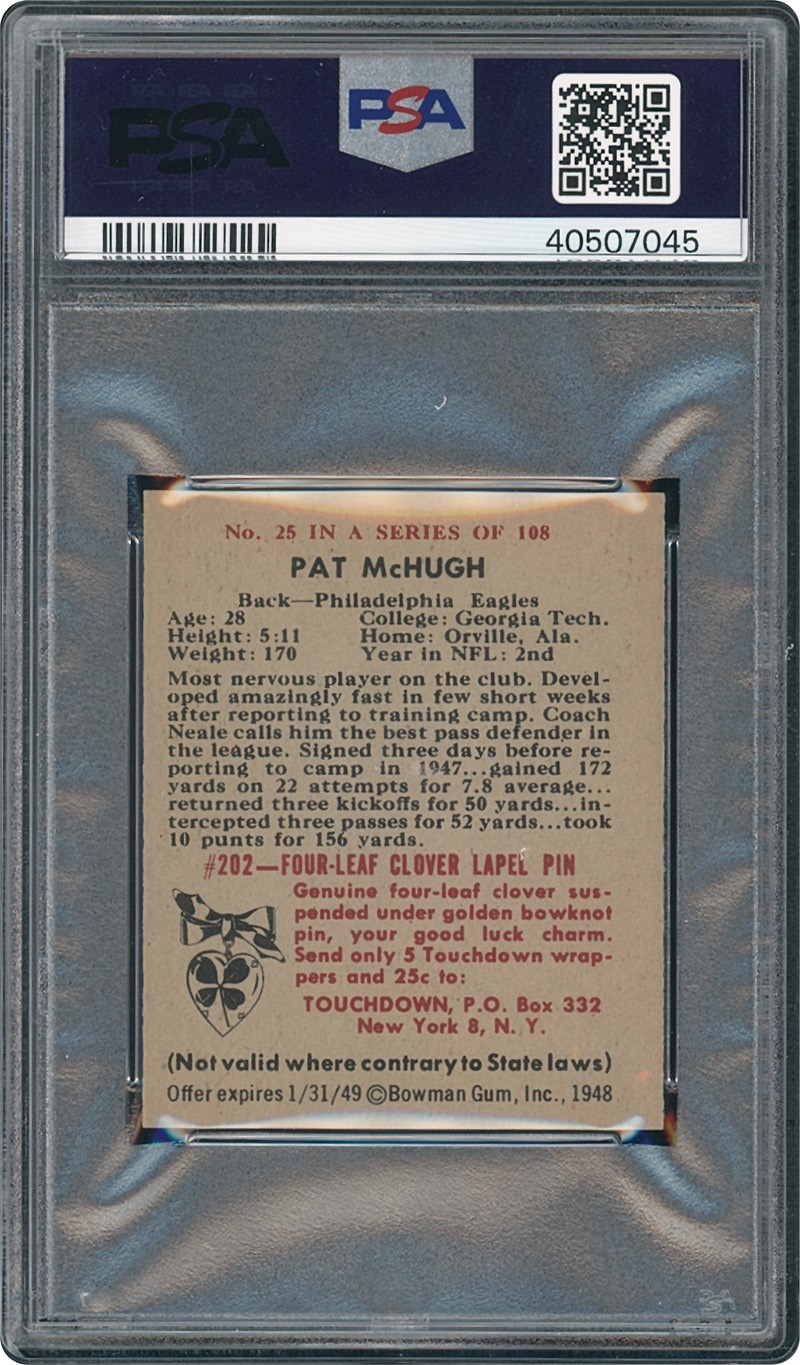 PSA PSA PSA
PSA
PSA
PSA PSA PSA
40507045
No. 25 IN A SERIES OF 108
PAT McHUGH
Back—Philadelphia Eagles
Age: 28 College: Georgia Tech.
Height: 5:11 Home: Orville, Ala.
Weight: 170 Year in NFL: 2nd
Most nervous player on the club. Devel-
oped amazingly fast in few short weeks
after reporting to training camp. Coach
Neale calls him the best pass defender in
the league. Signed three days before re-
porting to camp in 1947...gained 172
yards on 22 attempts for 7.8 average...
returned three kickoffs for 50 yards...in-
tercepted three passes for 52 yards...took
10 punts for 156 yards.
#202—FOUR-LEAF CLOVER LAPEL PIN
Genuine four-leaf clover sus-
pended under golden bowknot
pin, your good luck charm.
Send only 5 Touchdown wrap-
pers and 25c to:
TOUCHDOWN, P.O. Box 332
New York 8, N. Y.
(Not valid where contrary to State laws)
Offer expires 1/31/49 ©Bowman Gum, Inc., 1948